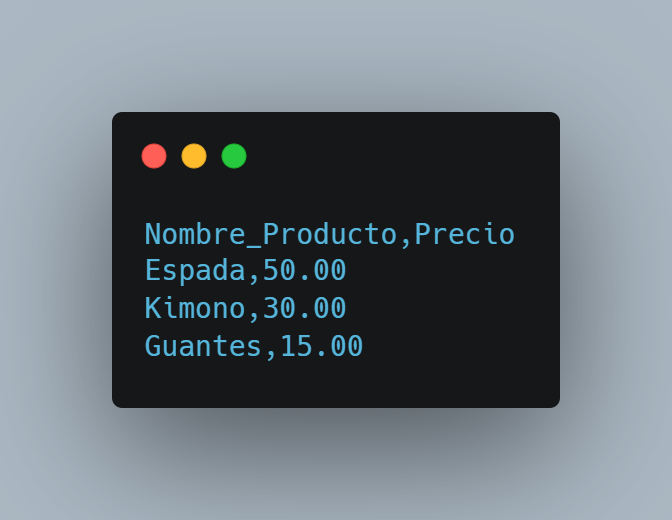 Nombre_Producto,Precio
Espada,50.00
Kimono,30.00
Guantes,15.00